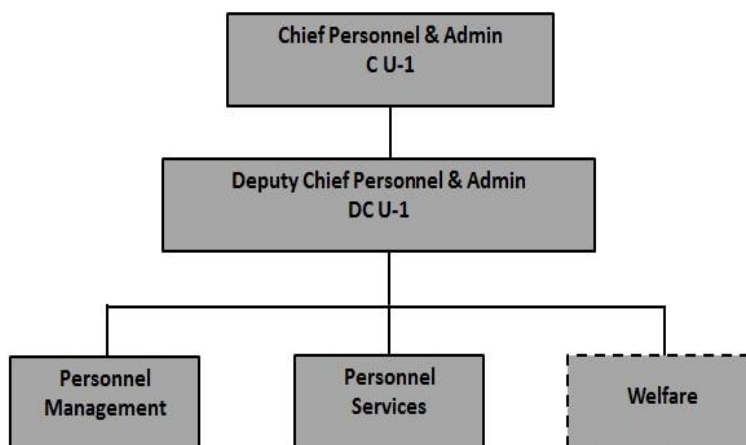 Chief Personnel & Admin
C U-1
Deputy Chief Personnel & Admin
DC U-1
Personnel
Management
Personnel
Services
Welfare